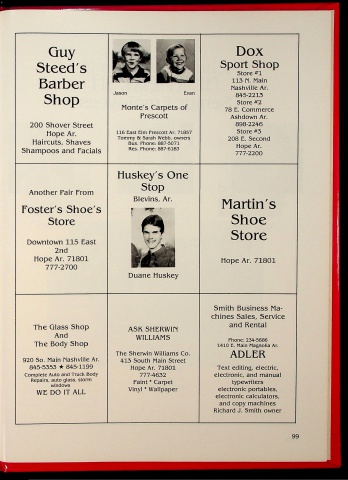 Guy
Steed's
Barber
Shop
200 Shover Street
Hope Ar.
Haircuts, Shaves
Shampoos and Facials
Jason Evan
Monte's Carpets of
Prescott
116 East Elm Prescott Ar. 71857
Tommy & Sarah Webb, owners
Bus. Phone: 887-5071
Res. Phone: 887-6183
Dox
Sport Shop
Store #1
113 N. Main
Nashville Ar.
845-2213
Store #2
78 E. Commerce
Ashdown Ar.
898-2246
Store #3
208 E. Second
Hope Ar.
777-2200
Another Pair From
Foster's Shoe's
Store
Downtown 115 East
2nd
Hope Ar. 71801
777-2700
Huskey's One
Stop
Blevins, Ar.
Duane Huskey
Martin's
Shoe
Store
Hope Ar. 71801
The Glass Shop
And
The Body Shop
920 So. Main Nashville Ar.
845-5353 ★ 845-1199
Complete Auto and Truck Body
Repairs, auto glass, storm
windows
WE DO IT ALL
ASK SHERWIN
WILLIAMS
The Sherwin Williams Co.
413 South Main Street
Hope Ar. 71801
777-4632
Paint * Carpet
Vinyl * Wallpaper
Smith Business Ma-
chines Sales, Service
and Rental
Phone: 234-5686
1410 E. Main Magnolia Ar.
ADLER
Text editing, electric,
electronic, and manual
typewriters
electronic portables,
electronic calculators,
and copy machines
Richard J. Smith owner
99